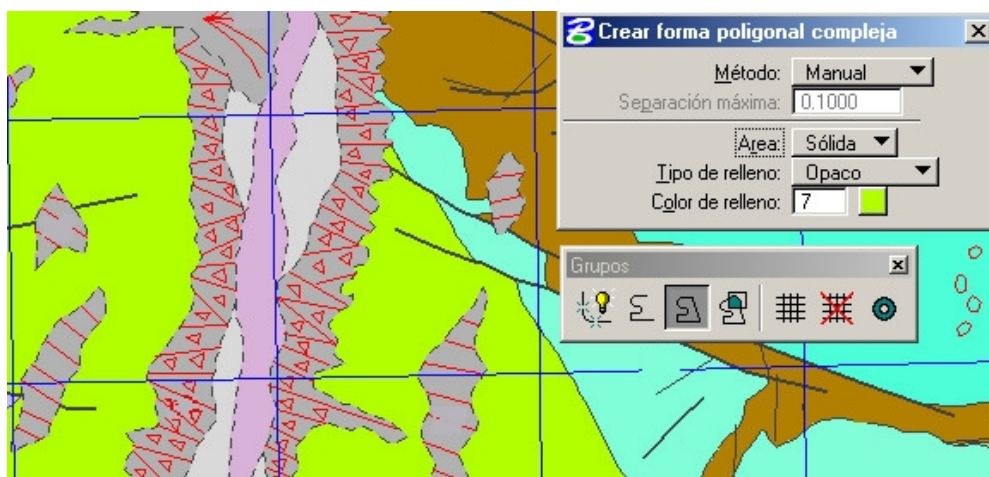 Crear forma poligonal compleja
Método: Manual
Separación máxima: 0.1000
Area: Sólida
Tipo de relleno: Opaco
Color de relleno: 7
Grupos